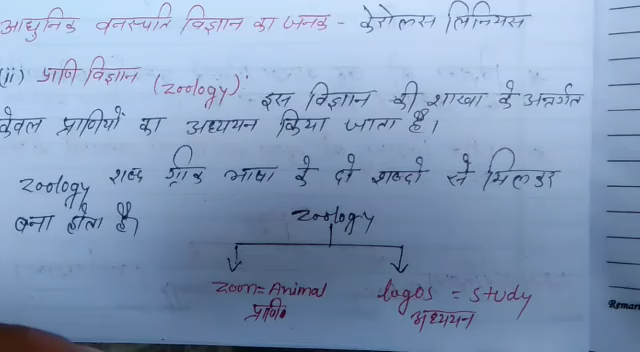 आधुनिक वनस्पति विज्ञान का जनक - केरोलस लिनियस
(ii) प्राणि विज्ञान (zoology): इस विज्ञान की शाखा के अन्तर्गत
केवल प्राणियों का अध्ययन किया जाता है।
zoology शब्द ग्रीक भाषा के दो शब्दो से मिलकर
बना होता है।
zoology
zoon = Animal logos = study
प्राणि अध्ययन
Remar